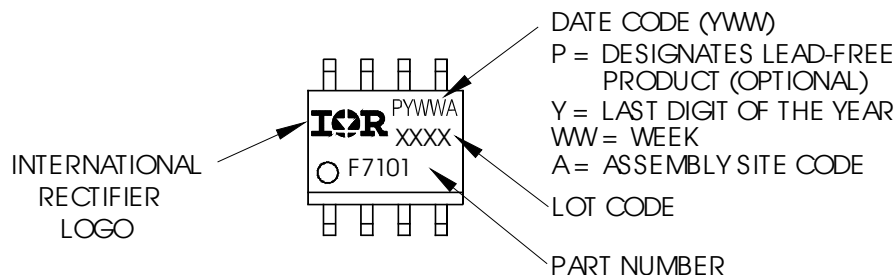 DATE CODE (YWW)
P = DESIGNATES LEAD-FREE
PRODUCT (OPTIONAL)
Y = LAST DIGIT OF THE YEAR
WW = WEEK
A = ASSEMBLY SITE CODE
LOT CODE
PART NUMBER
INTERNATIONAL
RECTIFIER
LOGO
PYWWA
IOR
XXXX
F7101